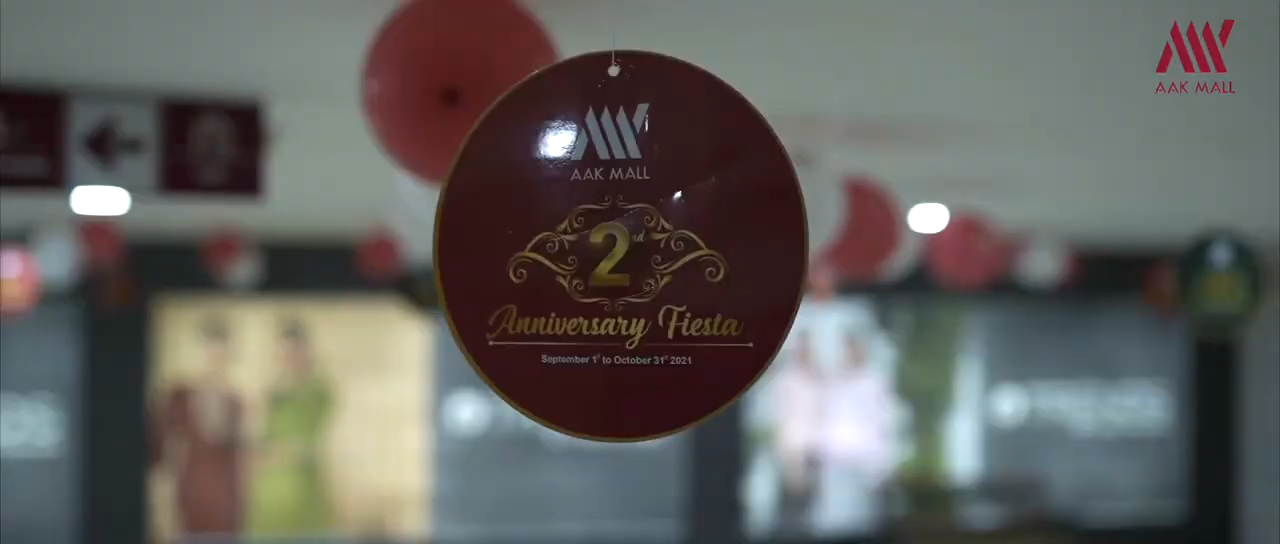 AAK MALL
AAK MALL
2nd
Anniversary Fiesta
September 1st to October 31st 2021